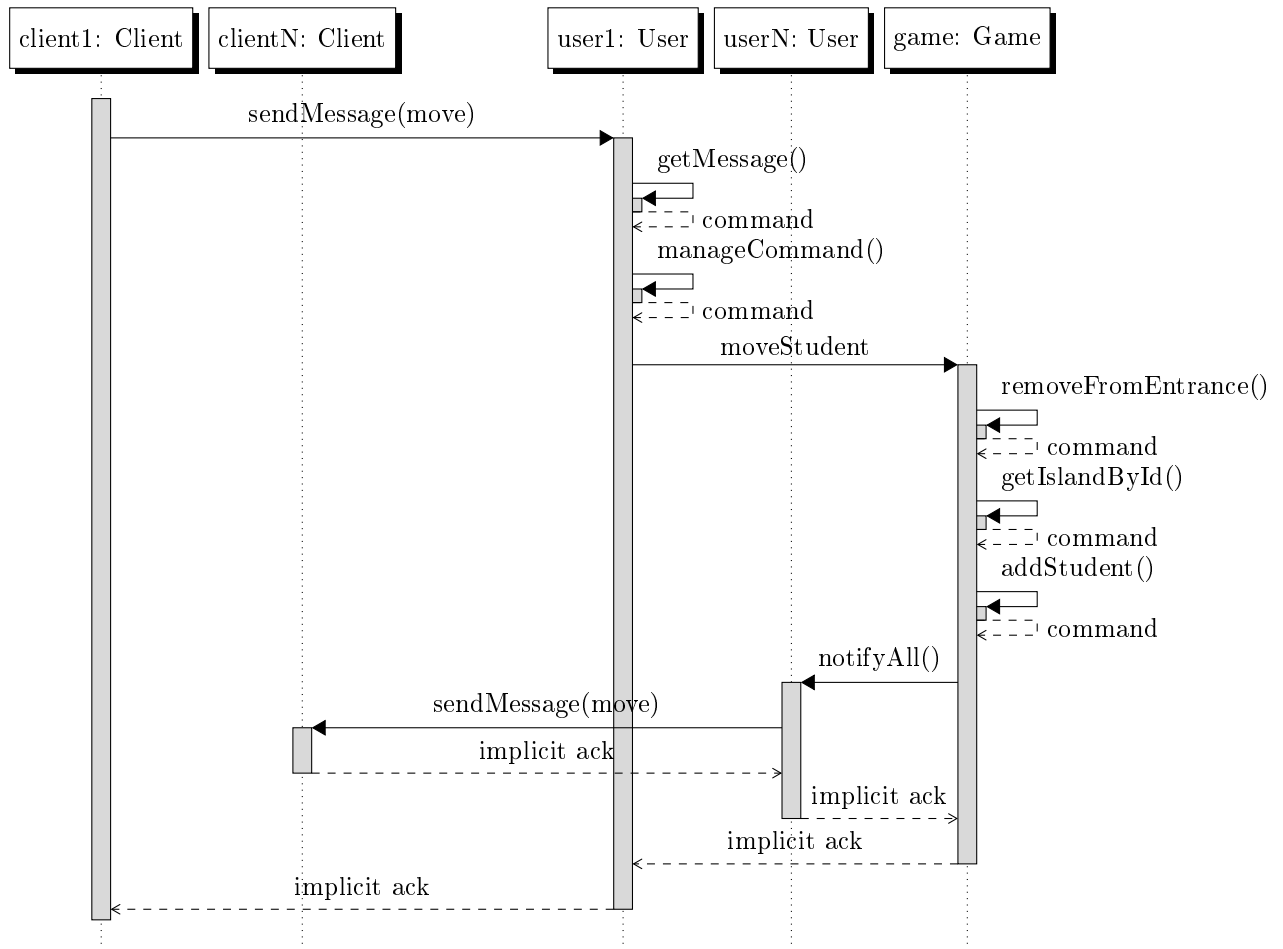 client1: Client
clientN: Client
user1: User
userN: User
game: Game
sendMessage(move)
getMessage()
command
manageCommand()
command
moveStudent
removeFromEntrance()
command
getIslandById()
command
addStudent()
command
notifyAll()
sendMessage(move)
implicit ack
implicit ack
implicit ack
implicit ack